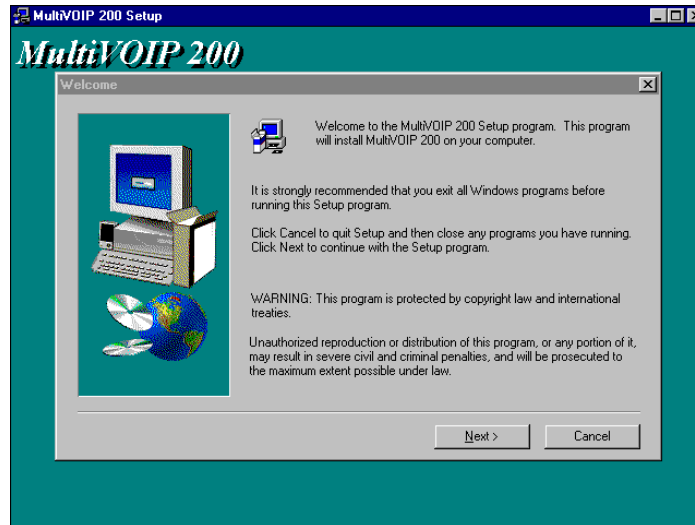 MultiVOIP 200 Setup
MultiVOIP 200
Welcome
Welcome to the MultiVOIP 200 Setup program. This program
will install MultiVOIP 200 on your computer.
It is strongly recommended that you exit all Windows programs before
running this Setup program.
Click Cancel to quit Setup and then close any programs you have running.
Click Next to continue with the Setup program.
WARNING: This program is protected by copyright law and international
treaties.
Unauthorized reproduction or distribution of this program, or any portion of it,
may result in severe civil and criminal penalties, and will be prosecuted to
the maximum extent possible under law.
Next >
Cancel